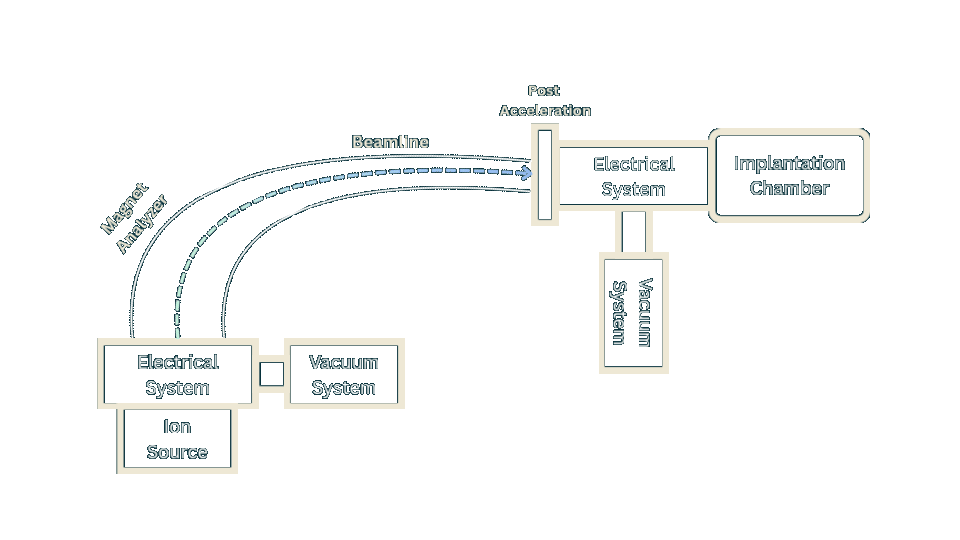 Post
Acceleration
Beamline
Magnet
Analyzer
Electrical
System
Implantation
Chamber
Vacuum
System
Electrical
System
Vacuum
System
Ion
Source